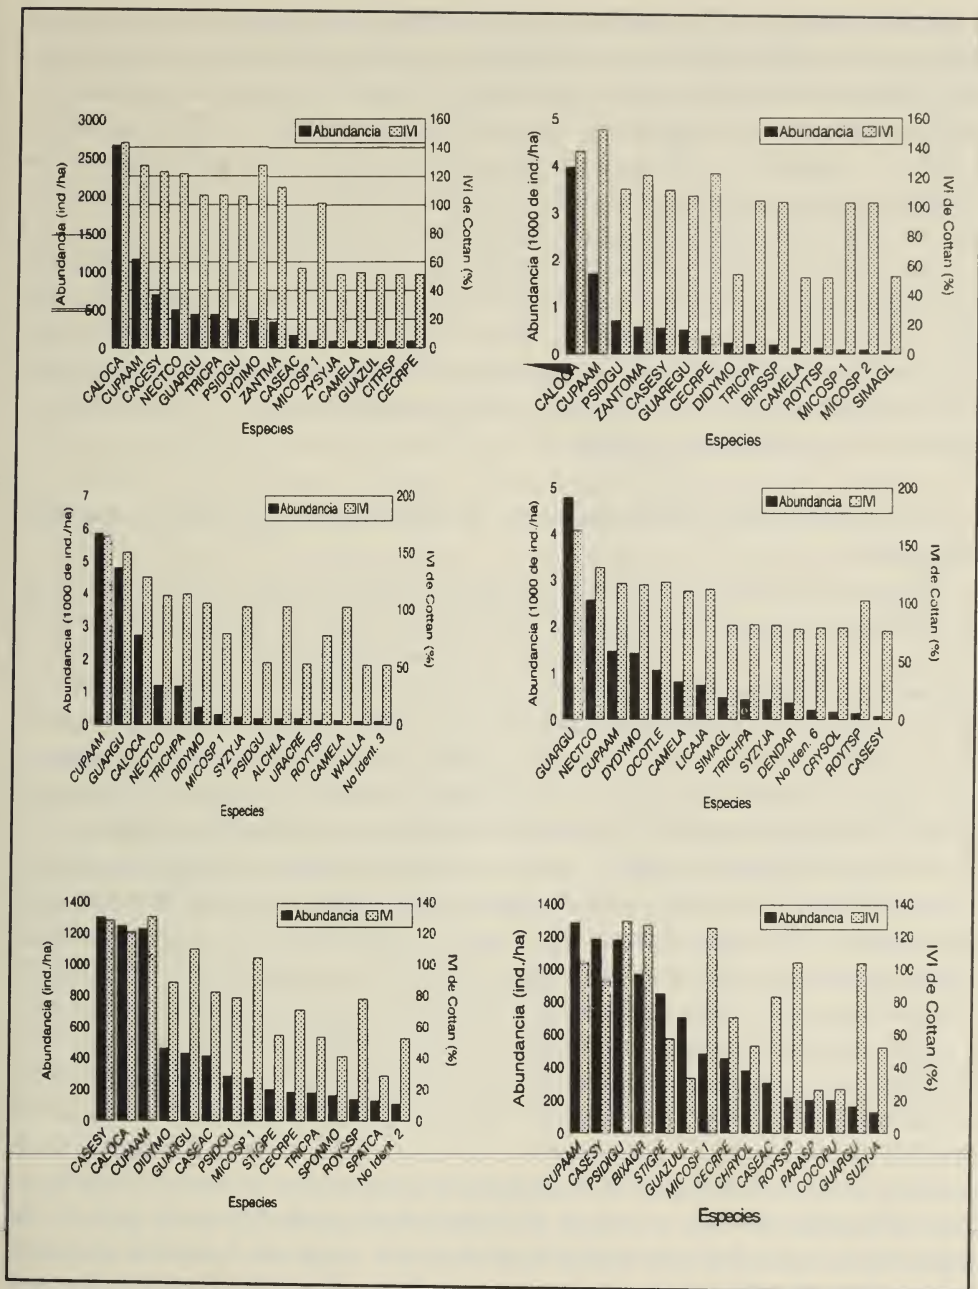 Abundancia IVI
3000
2500
2000
1500
1000
500
0
Abundancia (ind /ha)
160
140
120
100
80
60
40
20
0
IVI de Cottan (%)
CALOCA
CUPAAM
CACESY
NECTCO
GUARGU
TRICPA
PSIDGU
DYDIMO
ZANTMA
CASEAC
MICOSP 1
ZYSYJA
CAMELA
GUAZUL
CITRSP
CECRPE
Especies
Abundancia IVI
5
4
3
2
1
0
Abundancia (1000 de ind./ha)
160
140
120
100
80
60
40
20
0
IVI de Cottan (%)
CALOCA
CUPAAM
PSIDGU
ZANTOMA
CASESY
GUAREGU
CECRPE
DIDYMO
TRICPA
BIRSSP
CAMELA
ROYTSP
MICOSP 1
MICOSP 2
SIMAGL
Especies
Abundancia IVI
7
6
5
4
3
2
1
0
Abundancia (1000 de ind./ha)
200
150
100
50
0
IVI de Cottan (%)
CUPAAM
GUARGU
CALOCA
NECTCO
TRICHPA
DIDYMO
MICOSP 1
SYZYJA
PSIDGU
ALCHLA
URACRE
ROYTSP
CAMELA
WALLLA
No Ident. 3
Especies
Abundancia IVI
5
4
3
2
1
0
Abundancia (1000 de ind./ha)
200
150
100
50
0
IVI de Cottan (%)
GUARGU
NECTCO
CUPAAM
DYDYMO
OCOTLE
CAMELA
LICAJA
SIMAGL
TRICHPA
SYZYJA
DENDAR
No Iden. 6
CRYSOL
ROYTSP
CASESY
Especies
Abundancia IVI
1400
1200
1000
800
600
400
200
0
Abundancia (ind./ha)
140
120
100
80
60
40
20
0
IVI de Cottan (%)
CASESY
CALOCA
CUPAAM
DIDYMO
GUARGU
CASEAC
PSIDGU
MICOSP 1
STIGPE
CECRPE
TRICPA
SPONMO
ROYSSP
SPATCA
No Ident 2
Especies
Abundancia IVI
1400
1200
1000
800
600
400
200
0
Abundancia (ind./ha)
140
120
100
80
60
40
20
0
IVI de Cottan (%)
CUPAAM
CASESY
PSIDIGU
BIXAOR
STIGPE
GUAZUUL
MICOSP 1
CECRPE
CHRYOL
CASEAC
ROYSSP
PARASP
COCOPU
GUARGU
SUZYJA
Especies